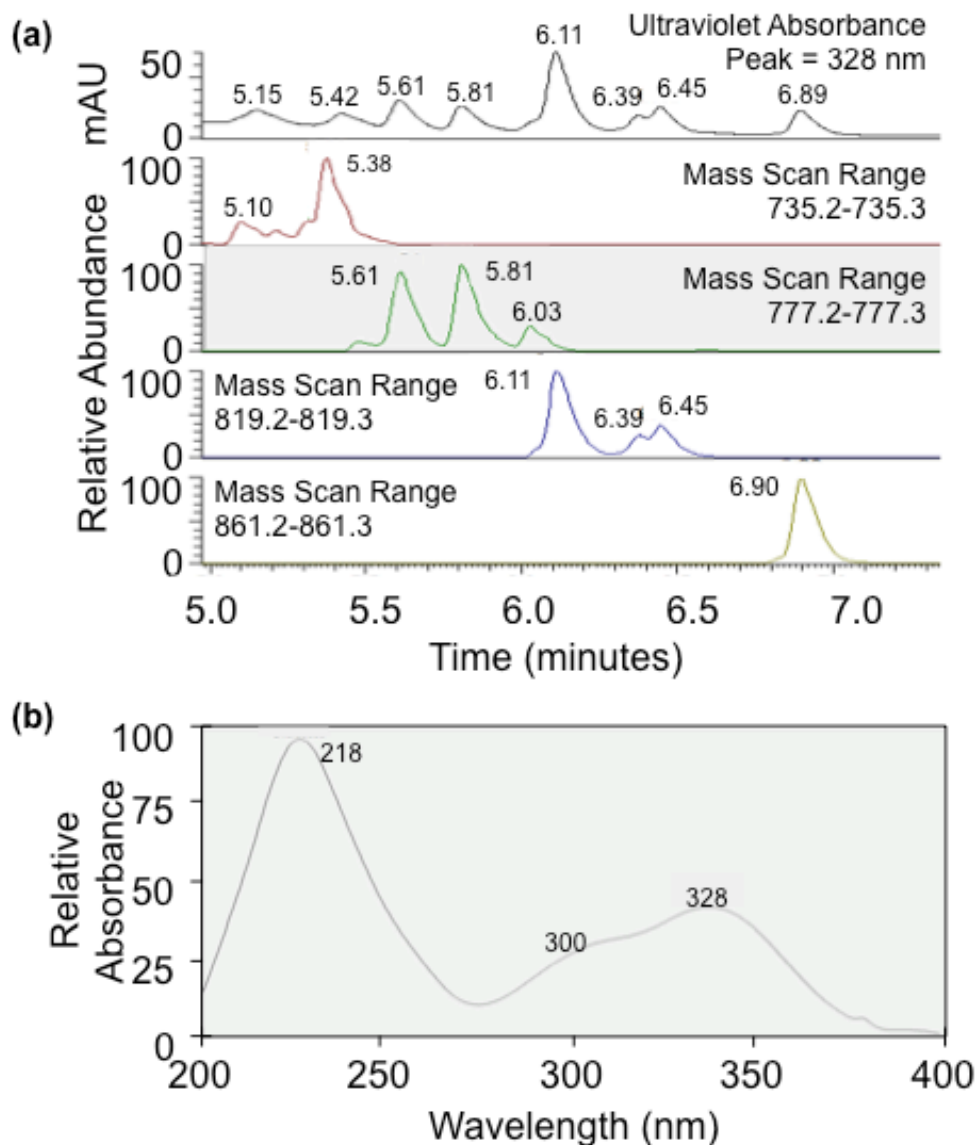 (a)
Ultraviolet Absorbance
Peak = 328 nm
mAU
50
0
5.15
5.42
5.61
5.81
6.11
6.39
6.45
6.89
Relative Abundance
100
0
5.10
5.38
Mass Scan Range
735.2-735.3
100
0
5.61
5.81
6.03
Mass Scan Range
777.2-777.3
100
0
Mass Scan Range
819.2-819.3
6.11
6.39
6.45
100
0
Mass Scan Range
861.2-861.3
6.90
5.0 5.5 6.0 6.5 7.0
Time (minutes)
(b)
Relative
Absorbance
100
75
50
25
0
218
300
328
200 250 300 350 400
Wavelength (nm)